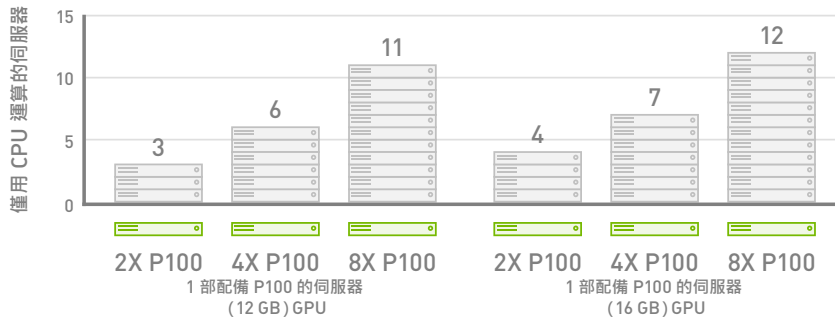 僅用 CPU 運算的伺服器
15
10
5
0
3
6
11
4
7
12
2X P100
4X P100
8X P100
2X P100
4X P100
8X P100
1 部配備 P100 的伺服器
(12 GB) GPU
1 部配備 P100 的伺服器
(16 GB) GPU